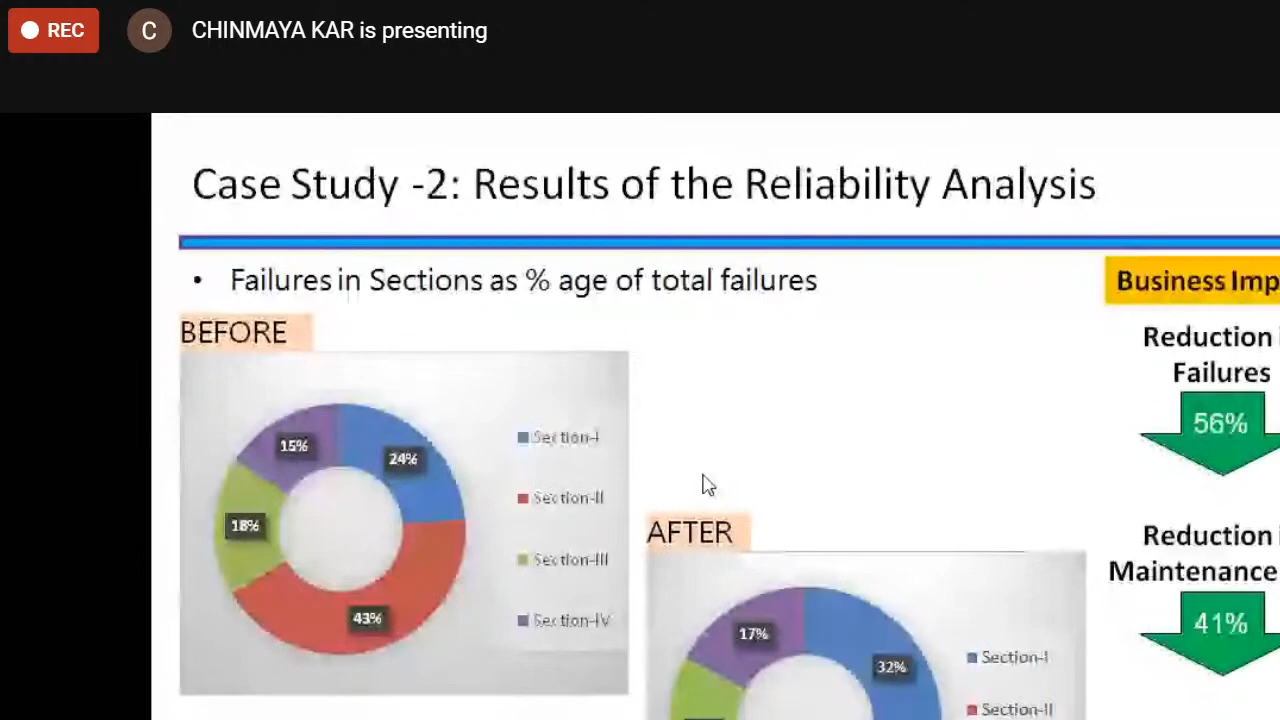 REC
C
CHINMAYA KAR is presenting
Case Study -2: Results of the Reliability Analysis
• Failures in Sections as % age of total failures
BEFORE
15%
24%
18%
43%
Section-I
Section-II
Section-III
Section-IV
AFTER
17%
32%
Section-I
Section-II
Business Imp
Reduction i
Failures
56%
Reduction i
Maintenance
41%